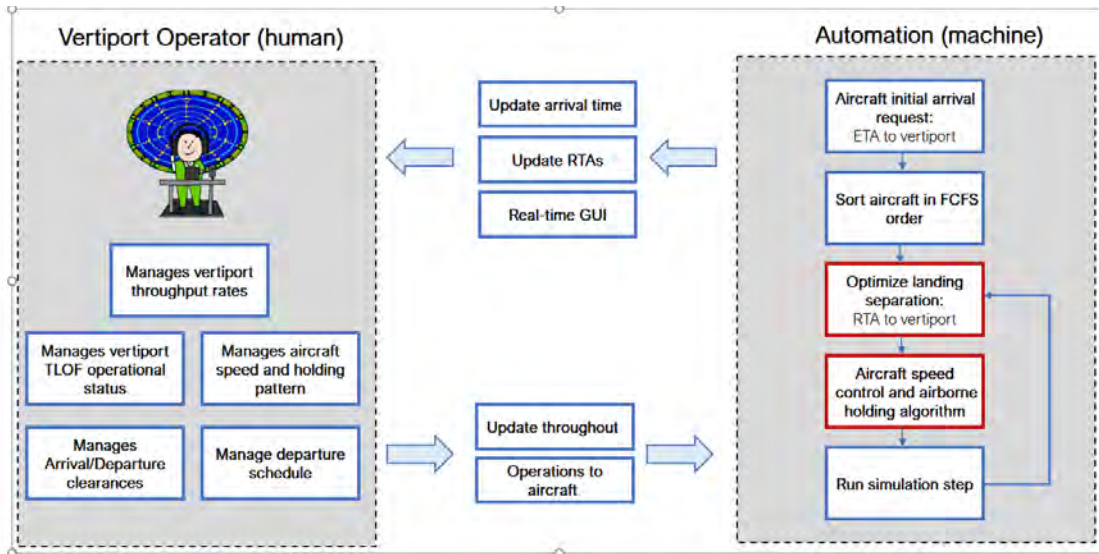 Vertiport Operator (human)
Automation (machine)
Manages vertiport
throughput rates
Manages vertiport
TLOF operational
status
Manages aircraft
speed and holding
pattern
Manages
Arrival/Departure
clearances
Manage departure
schedule
Update arrival time
Update RTAs
Real-time GUI
Update throughout
Operations to
aircraft
Aircraft initial arrival
request:
ETA to vertiport
Sort aircraft in FCFS
order
Optimize landing
separation:
RTA to vertiport
Aircraft speed
control and airborne
holding algorithm
Run simulation step